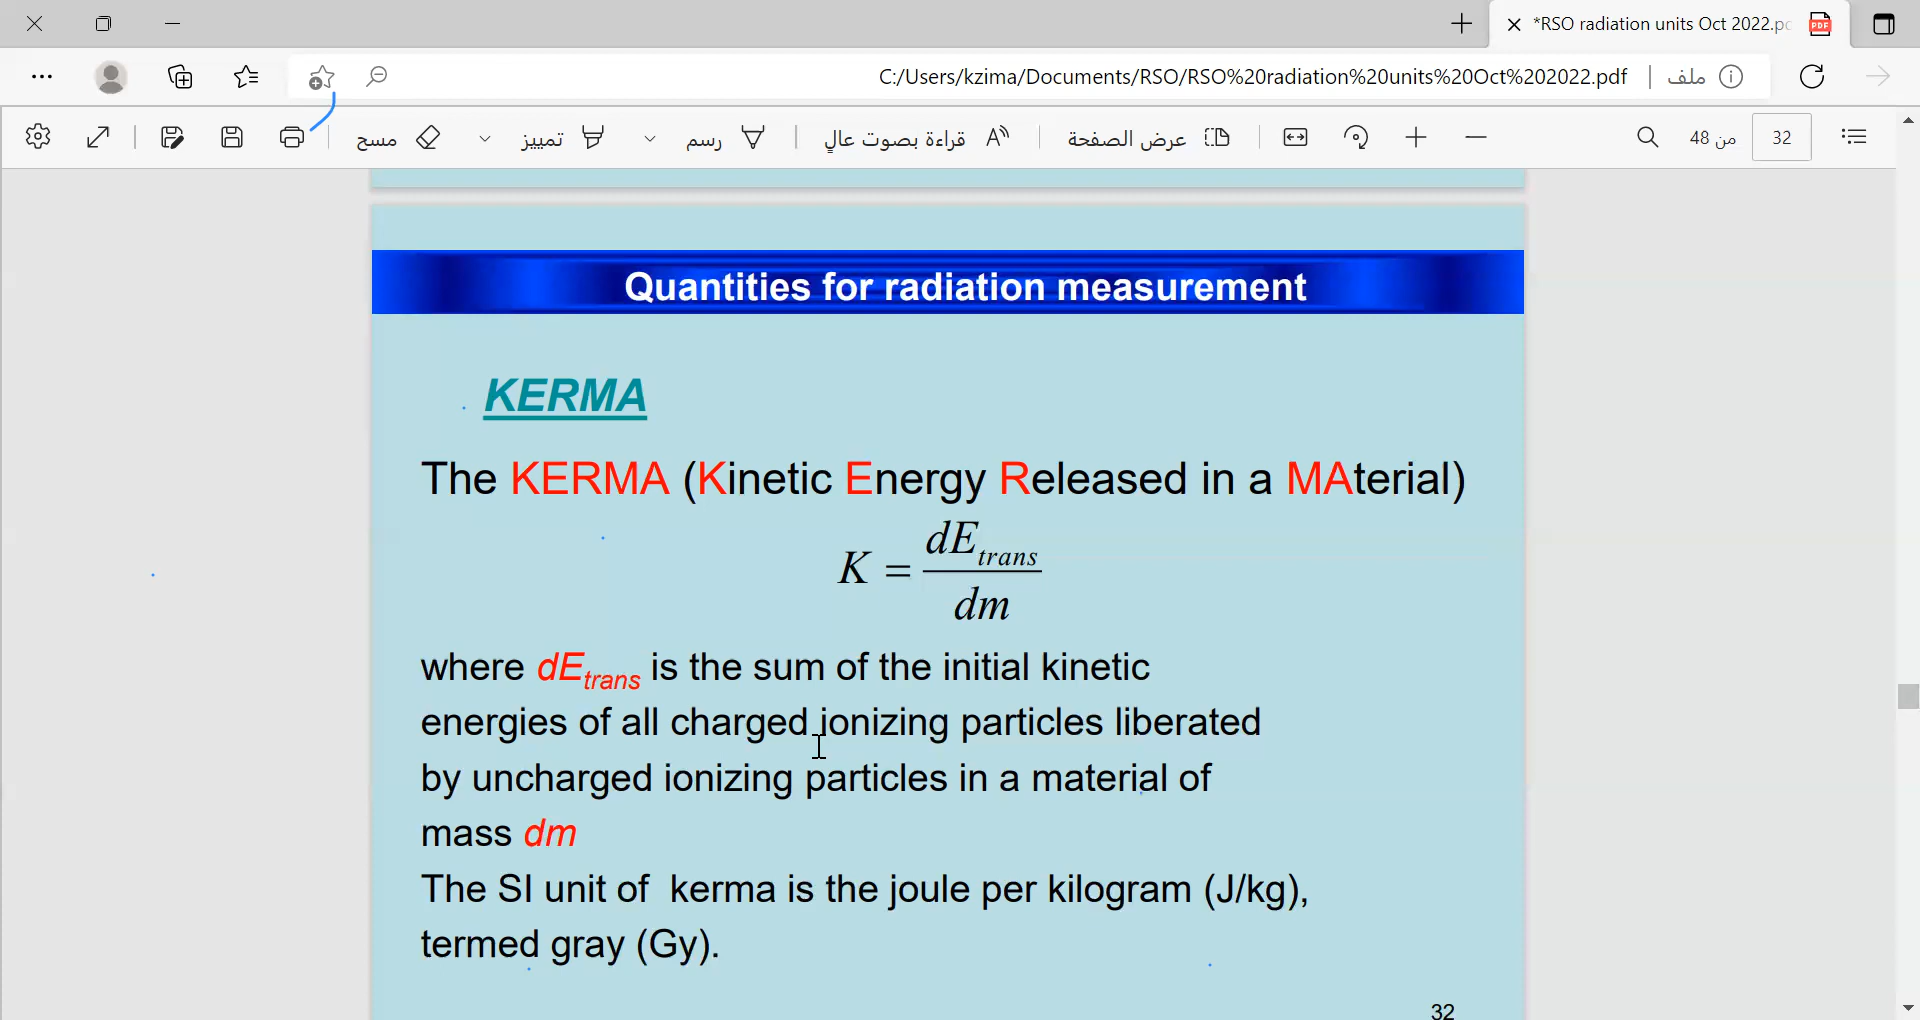 *RSO radiation units Oct 2022.pd
C:/Users/kzima/Documents/RSO/RSO%20radiation%20units%20Oct%202022.pdf
ملف
32
من 48
عرض الصفحة
قراءة بصوت عالٍ
رسم
تمييز
مسح
Quantities for radiation measurement
KERMA
The KERMA (Kinetic Energy Released in a MAterial)
K = dE_trans / dm
where dE_trans is the sum of the initial kinetic
energies of all charged ionizing particles liberated
by uncharged ionizing particles in a material of
mass dm
The SI unit of kerma is the joule per kilogram (J/kg),
termed gray (Gy).
32